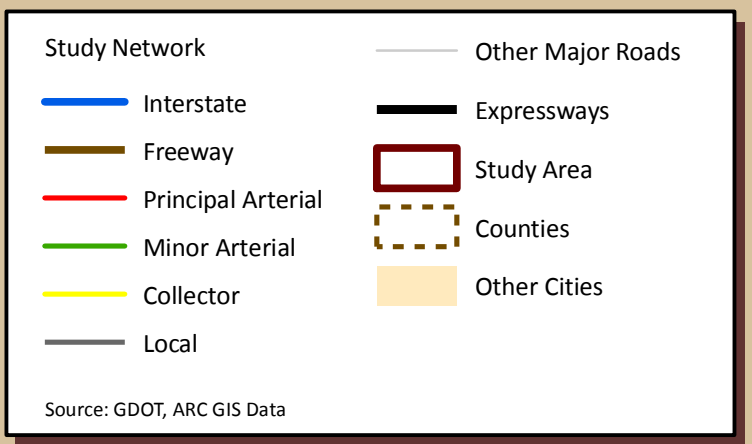 Study Network
Interstate
Freeway
Principal Arterial
Minor Arterial
Collector
Local
Other Major Roads
Expressways
Study Area
Counties
Other Cities
Source: GDOT, ARC GIS Data